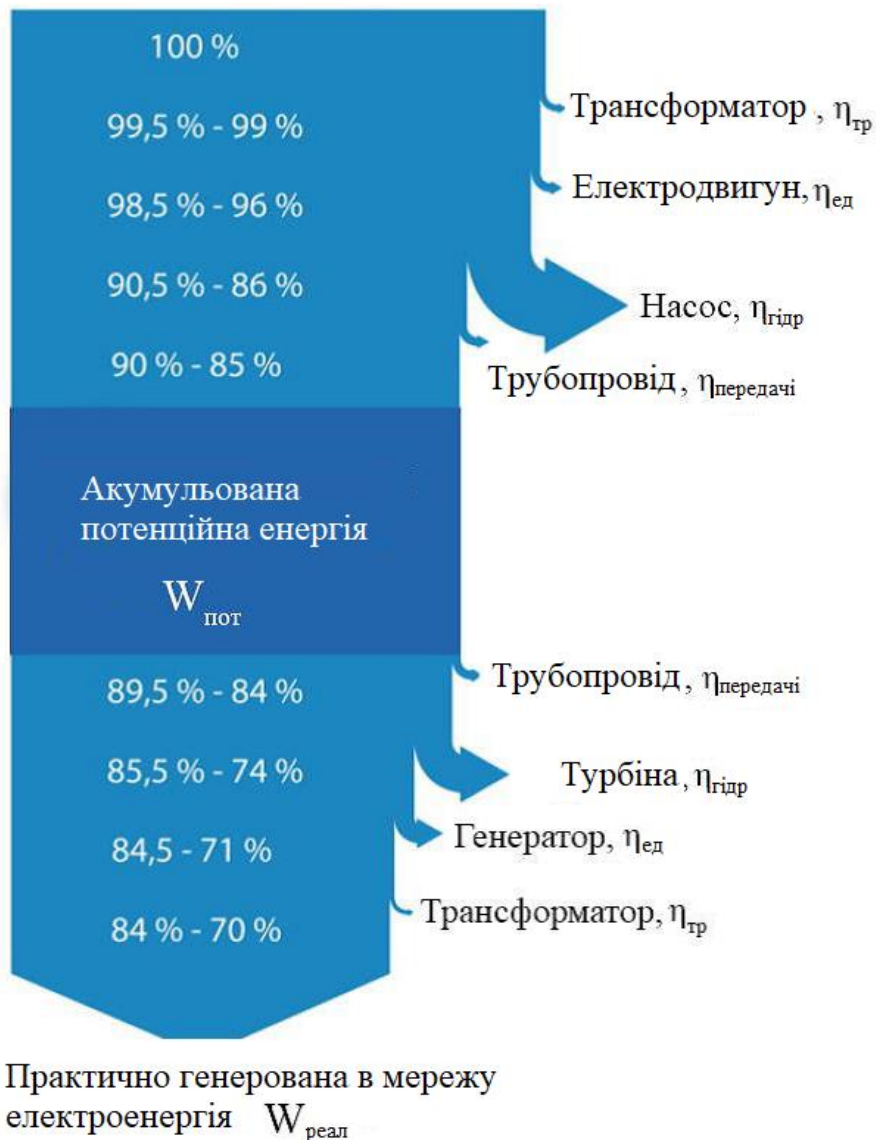 100 %
Трансформатор , ηтр
99,5 % - 99 %
Електродвигун, ηед
98,5 % - 96 %
90,5 % - 86 %
Насос, ηгідр
90 % - 85 %
Трубопровід , ηпередачі
Акумульована
потенційна енергія
Wпот
Трубопровід , ηпередачі
89,5 % - 84 %
85,5 % - 74 %
Турбіна, ηгідр
84,5 - 71 %
Генератор, ηед
Трансформатор, ηтр
84 % - 70 %
Практично генерована в мережу
електроенергія Wреал